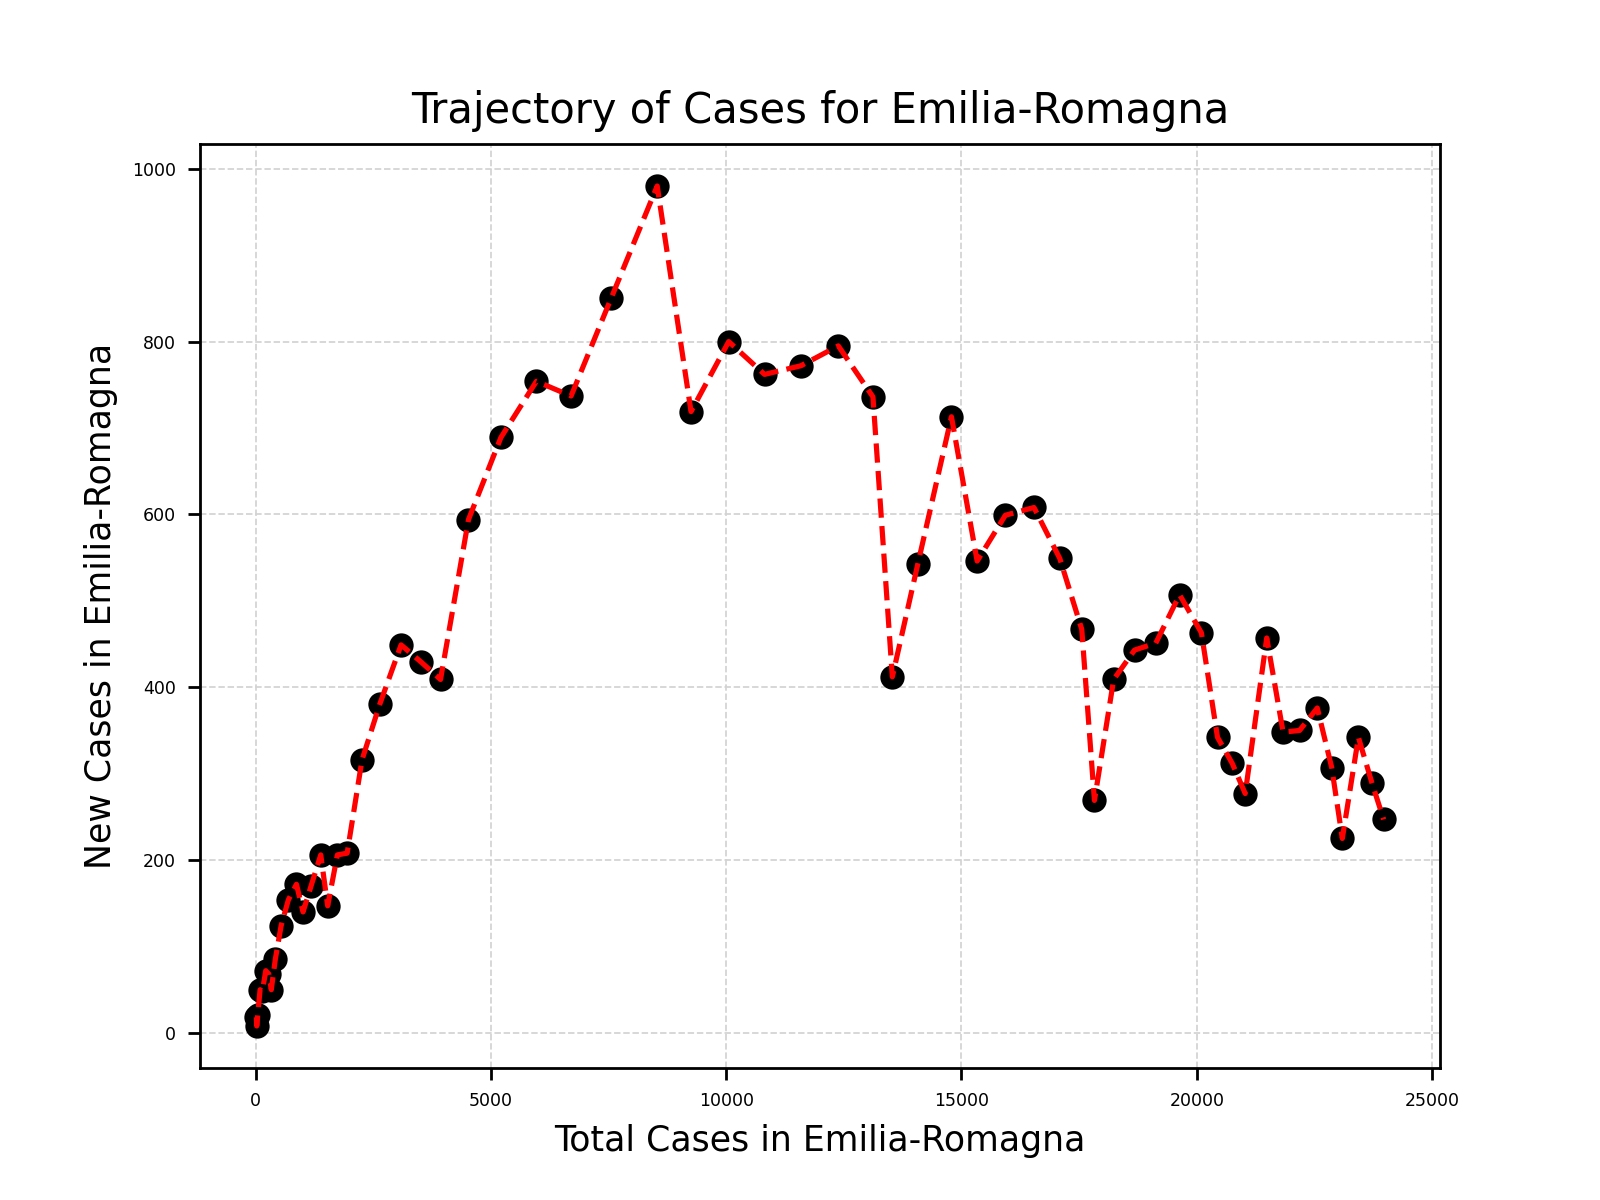 Trajectory of Cases for Emilia-Romagna
New Cases in Emilia-Romagna
1000
800
600
400
200
0
0 5000 10000 15000 20000 25000
Total Cases in Emilia-Romagna